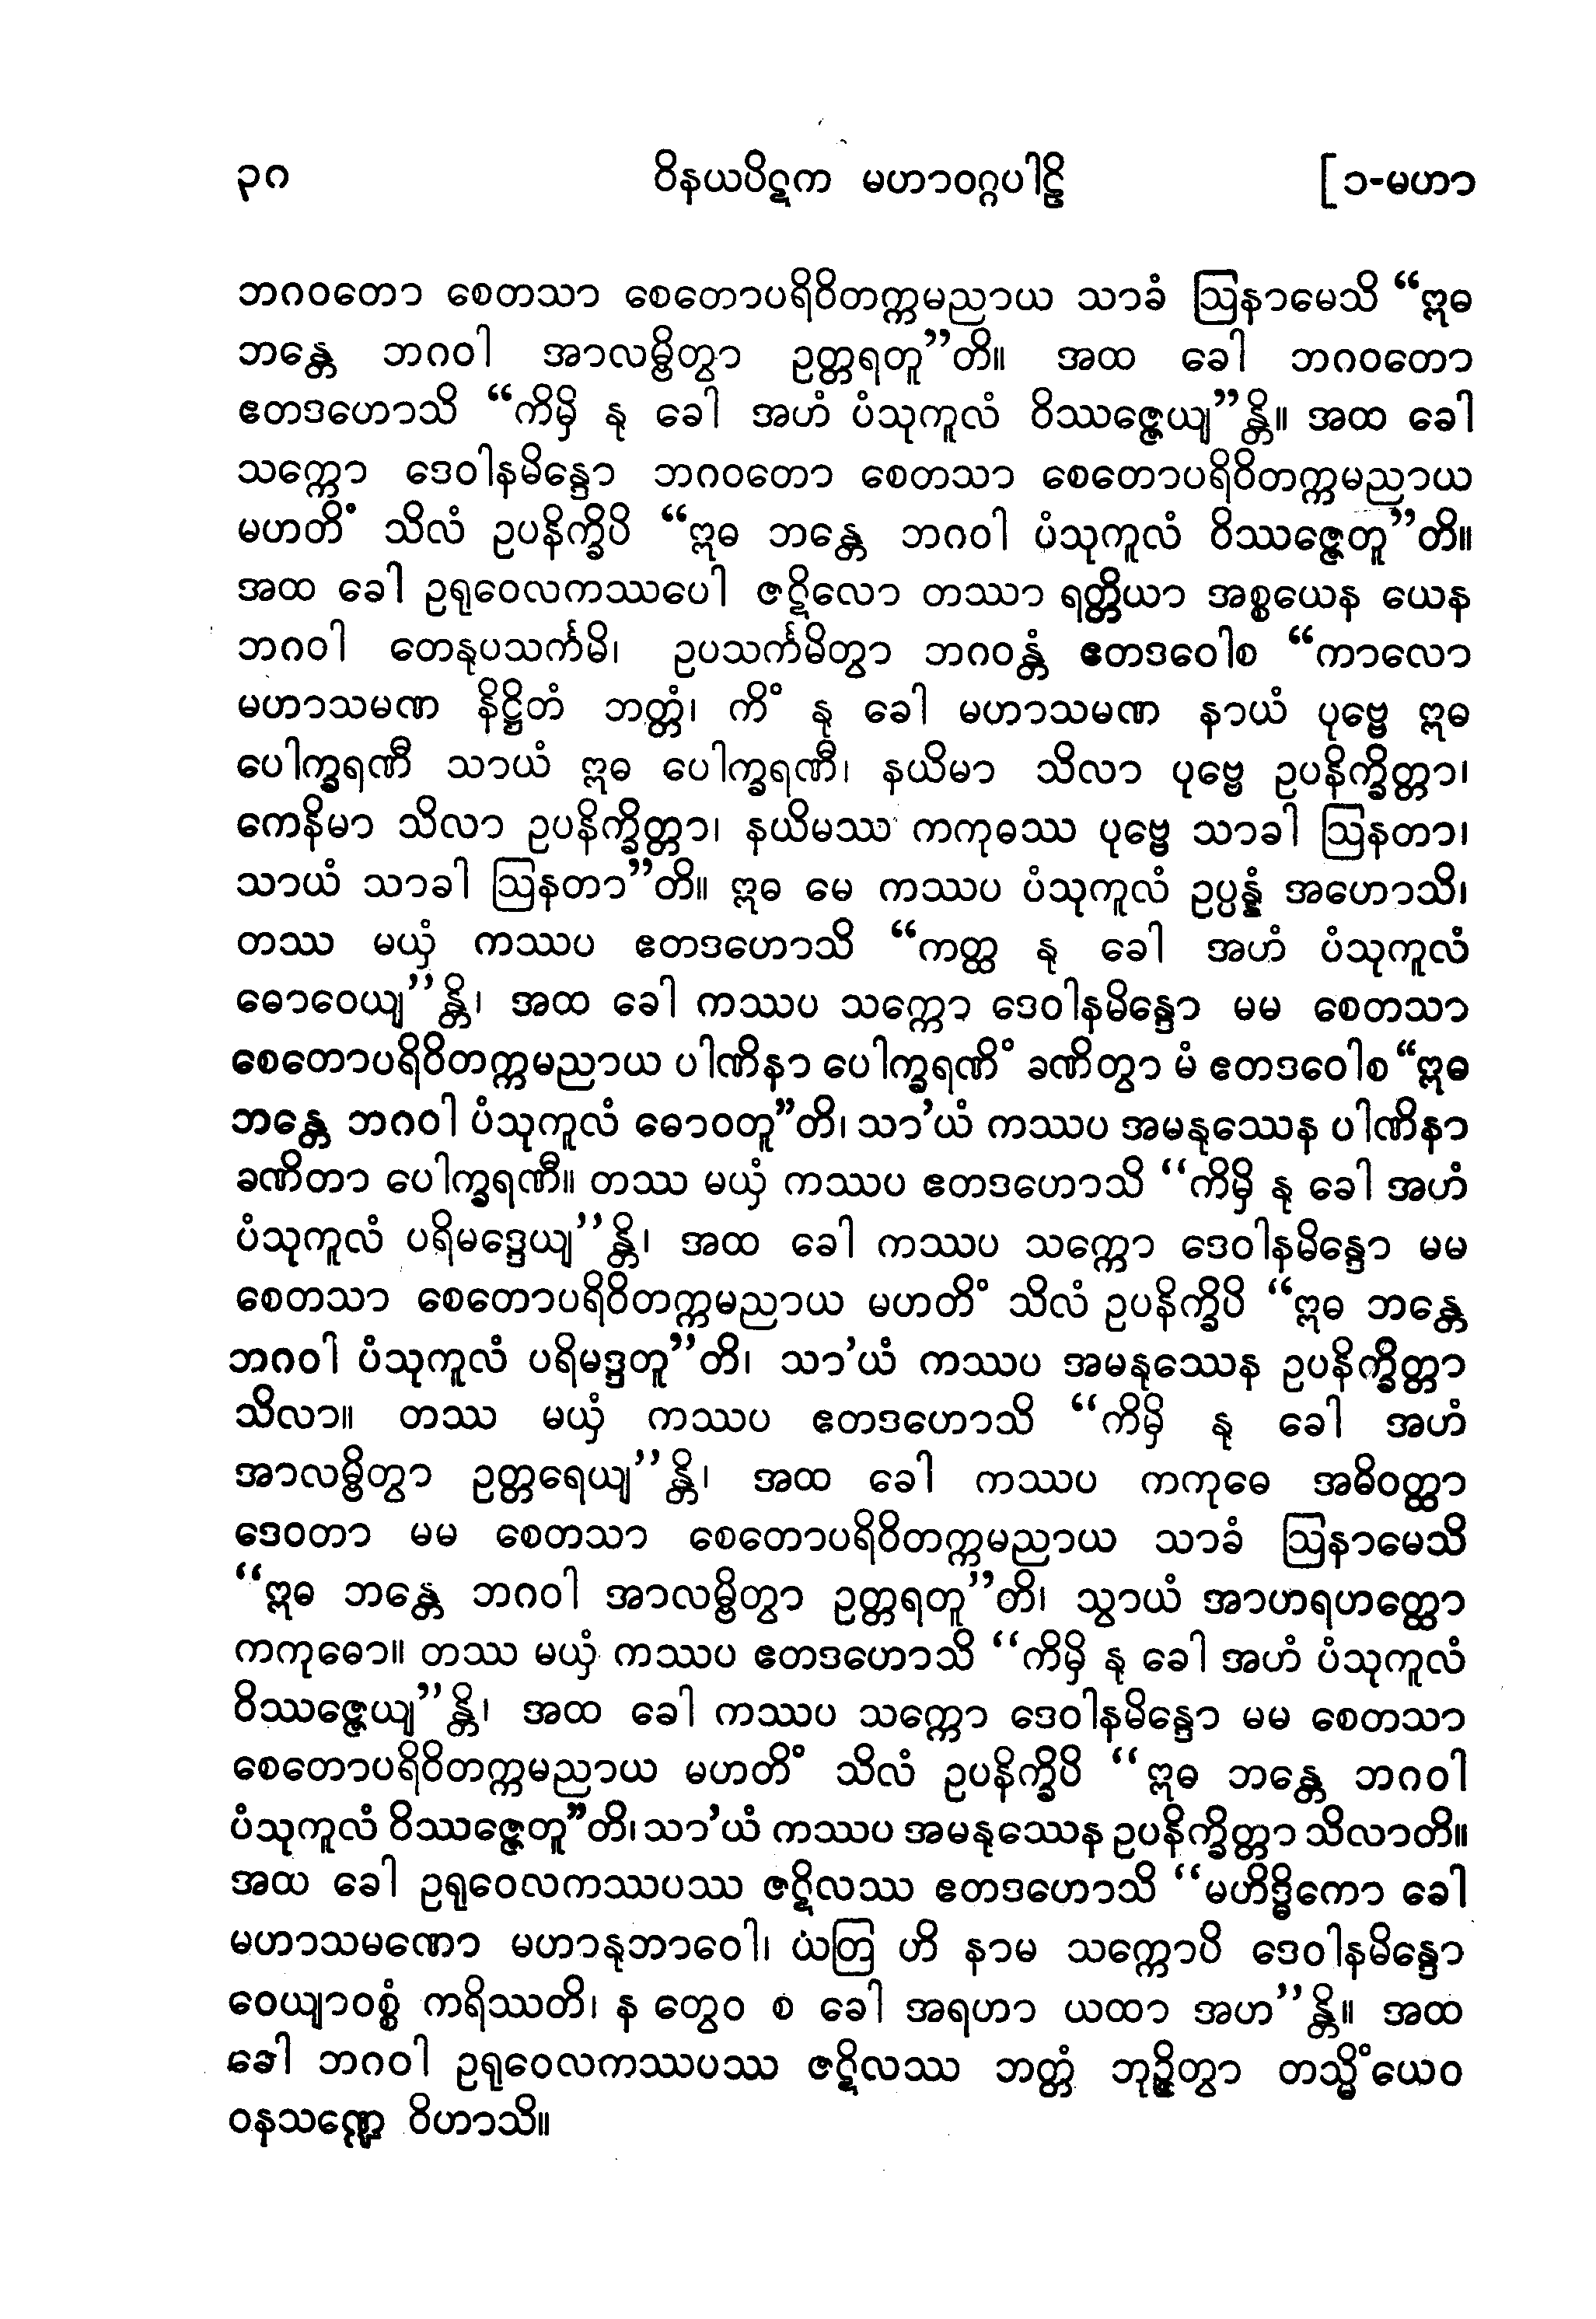 ၃ဂ ဝိနယပိဋက မဟာဝဂ္ဂပါဠိ [ ၁-မဟာ
ဘဂဝတော စေတသာ စေတောပရိဝိတက္ကမညာယ သာခံ ဩနာမေသိ “ဣဓ
ဘန္တေ ဘဂဝါ အာလမ္ဗိတွာ ဥတ္တရတူ”တိ။ အထ ခေါ ဘဂဝတော
ဧတဒဟောသိ “ကိမှိ နု ခေါ အဟံ ပံသုကူလံ ဝိဿဇ္ဇေယျ”န္တိ။ အထ ခေါ
သက္ကော ဒေဝါနမိန္ဒော ဘဂဝတော စေတသာ စေတောပရိဝိတက္ကမညာယ
မဟတိံ သိလံ ဥပနိက္ခိပိ “ဣဓ ဘန္တေ ဘဂဝါ ပံသုကူလံ ဝိဿဇ္ဇေတူ”တိ။
အထ ခေါ ဥရုဝေလကဿပေါ ဇဋိလော တဿာ ရတ္တိယာ အစ္စယေန ယေန
ဘဂဝါ တေနုပသင်္ကမိ၊ ဥပသင်္ကမိတွာ ဘဂဝန္တံ ဧတဒဝေါစ “ကာလော
မဟာသမဏ နိဋ္ဌိတံ ဘတ္တံ၊ ကိံ နု ခေါ မဟာသမဏ နာယံ ပုဗ္ဗေ ဣဓ
ပေါက္ခရဏီ သာယံ ဣဓ ပေါက္ခရဏီ၊ နယိမာ သိလာ ပုဗ္ဗေ ဥပနိက္ခိတ္တာ၊
ကေနိမာ သိလာ ဥပနိက္ခိတ္တာ၊ နယိမဿ ကကုဓဿ ပုဗ္ဗေ သာခါ ဩနတာ၊
သာယံ သာခါ ဩနတာ”တိ။ ဣဓ မေ ကဿပ ပံသုကူလံ ဥပ္ပန္နံ အဟောသိ၊
တဿ မယှံ ကဿပ ဧတဒဟောသိ “ကတ္ထ နု ခေါ အဟံ ပံသုကူလံ
ဓောဝေယျ”န္တိ၊ အထ ခေါ ကဿပ သက္ကော ဒေဝါနမိန္ဒော မမ စေတသာ
စေတောပရိဝိတက္ကမညာယ ပါဏိနာ ပေါက္ခရဏိံ ခဏိတွာ မံ ဧတဒဝေါစ “ဣဓ
ဘန္တေ ဘဂဝါ ပံသုကူလံ ဓောဝတူ”တိ၊ သာ’ယံ ကဿပ အမနုဿေန ပါဏိနာ
ခဏိတာ ပေါက္ခရဏီ။ တဿ မယှံ ကဿပ ဧတဒဟောသိ “ကိမှိ နု ခေါ အဟံ
ပံသုကူလံ ပရိမဒ္ဒေယျ”န္တိ၊ အထ ခေါ ကဿပ သက္ကော ဒေဝါနမိန္ဒော မမ
စေတသာ စေတောပရိဝိတက္ကမညာယ မဟတိံ သိလံ ဥပနိက္ခိပိ “ဣဓ ဘန္တေ
ဘဂဝါ ပံသုကူလံ ပရိမဒ္ဒတူ”တိ၊ သာ’ယံ ကဿပ အမနုဿေန ဥပနိက္ခိတ္တာ
သိလာ။ တဿ မယှံ ကဿပ ဧတဒဟောသိ “ကိမှိ နု ခေါ အဟံ
အာလမ္ဗိတွာ ဥတ္တရေယျ”န္တိ၊ အထ ခေါ ကဿပ ကကုဓေ အဓိဝတ္ထာ
ဒေဝတာ မမ စေတသာ စေတောပရိဝိတက္ကမညာယ သာခံ ဩနာမေသိ
“ဣဓ ဘန္တေ ဘဂဝါ အာလမ္ဗိတွာ ဥတ္တရတူ”တိ၊ သွာယံ အာဟရဟတ္ထော
ကကုဓော။ တဿ မယှံ ကဿပ ဧတဒဟောသိ “ကိမှိ နု ခေါ အဟံ ပံသုကူလံ
ဝိဿဇ္ဇေယျ”န္တိ၊ အထ ခေါ ကဿပ သက္ကော ဒေဝါနမိန္ဒော မမ စေတသာ
စေတောပရိဝိတက္ကမညာယ မဟတိံ သိလံ ဥပနိက္ခိပိ “ဣဓ ဘန္တေ ဘဂဝါ
ပံသုကူလံ ဝိဿဇ္ဇေတူ”တိ၊ သာ’ယံ ကဿပ အမနုဿေန ဥပနိက္ခိတ္တာ သိလာတိ။
အထ ခေါ ဥရုဝေလကဿပဿ ဇဋိလဿ ဧတဒဟောသိ “မဟိဒ္ဓိကော ခေါ
မဟာသမဏော မဟာနုဘာဝေါ၊ ယတြ ဟိ နာမ သက္ကောပိ ဒေဝါနမိန္ဒော
ဝေယျာဝစ္စံ ကရိဿတိ၊ န တွေဝ စ ခေါ အရဟာ ယထာ အဟ”န္တိ။ အထ
ခေါ ဘဂဝါ ဥရုဝေလကဿပဿ ဇဋိလဿ ဘတ္တံ ဘုဉ္ဇိတွာ တသ္မိံယေဝ
ဝနသဏ္ဍေ ဝိဟာသိ။